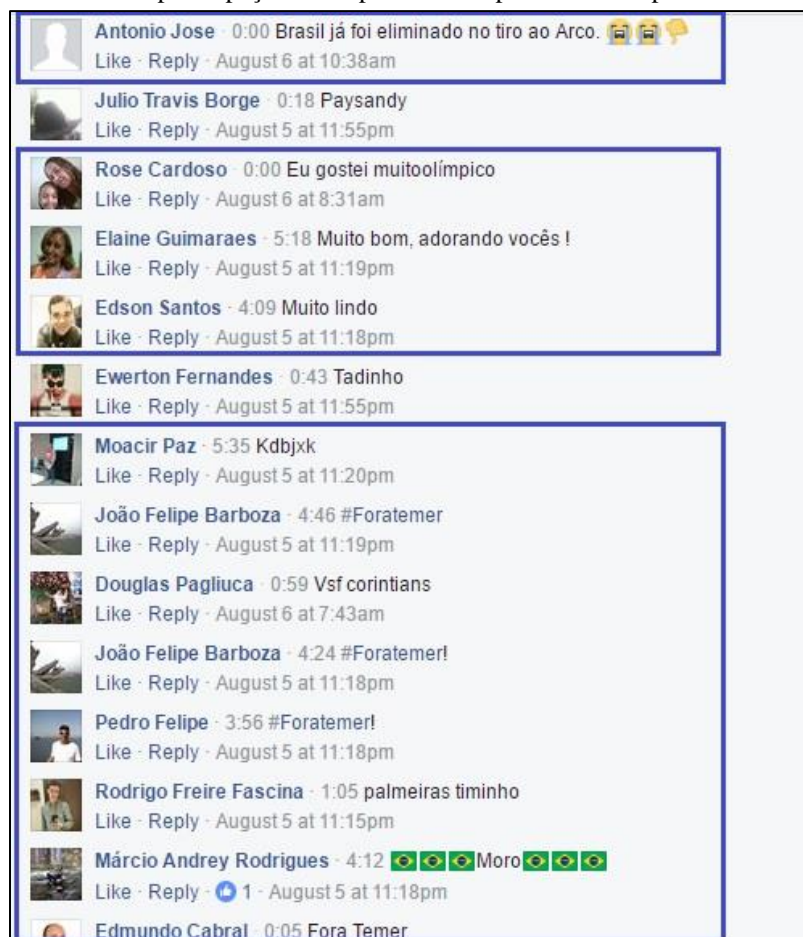 Antonio Jose · 0:00 Brasil já foi eliminado no tiro ao Arco. 😭😭👎
Like · Reply · August 6 at 10:38am
Julio Travis Borge · 0:18 Paysandy
Like · Reply · August 5 at 11:55pm
Rose Cardoso · 0:00 Eu gostei muitoolímpico
Like · Reply · August 6 at 8:31am
Elaine Guimaraes · 5:18 Muito bom, adorando vocês !
Like · Reply · August 5 at 11:19pm
Edson Santos · 4:09 Muito lindo
Like · Reply · August 5 at 11:18pm
Ewerton Fernandes · 0:43 Tadinho
Like · Reply · August 5 at 11:55pm
Moacir Paz · 5:35 Kdbjxk
Like · Reply · August 5 at 11:20pm
João Felipe Barboza · 4:46 #Foratemer
Like · Reply · August 5 at 11:19pm
Douglas Pagliuca · 0:59 Vsf corintians
Like · Reply · August 6 at 7:43am
João Felipe Barboza · 4:24 #Foratemer!
Like · Reply · August 5 at 11:18pm
Pedro Felipe · 3:56 #Foratemer!
Like · Reply · August 5 at 11:18pm
Rodrigo Freire Fascina · 1:05 palmeiras timinho
Like · Reply · August 5 at 11:15pm
Márcio Andrey Rodrigues · 4:12 🇧🇷🇧🇷🇧🇷Moro🇧🇷🇧🇷🇧🇷
Like · Reply · 👍 1 · August 5 at 11:18pm
Edmundo Cabral · 0:05 Fora Temer